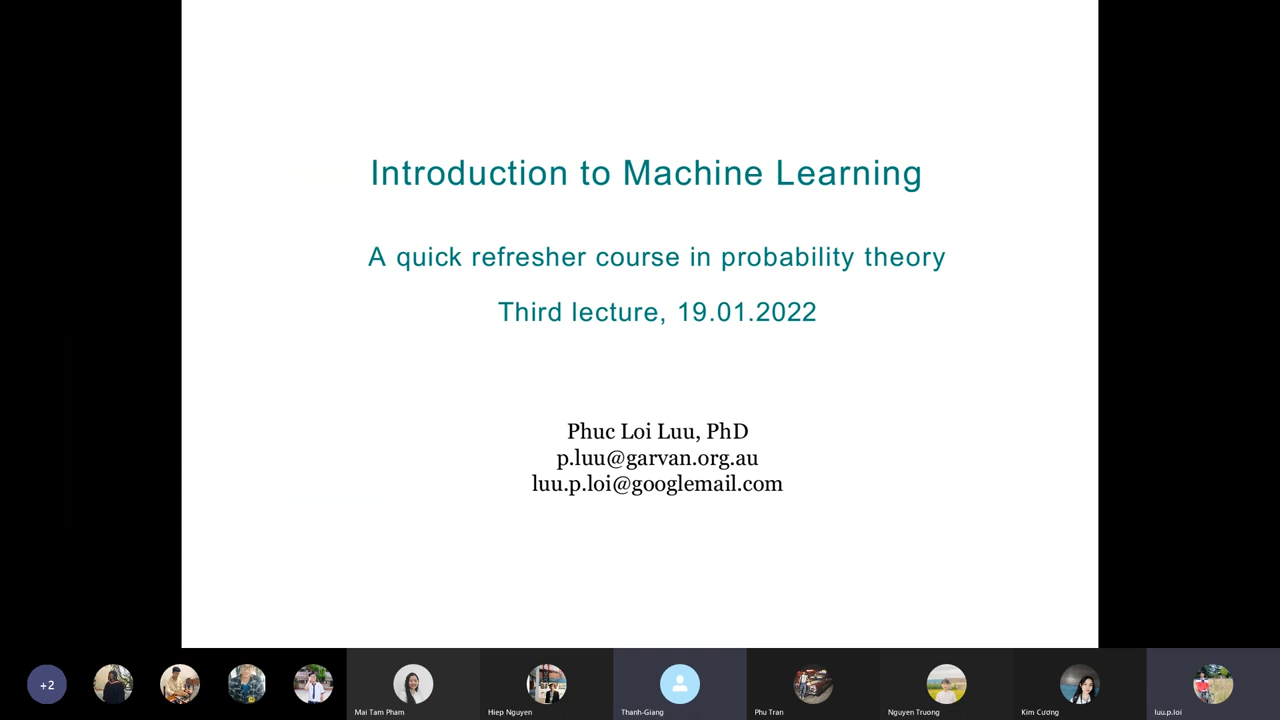 Introduction to Machine Learning
A quick refresher course in probability theory
Third lecture, 19.01.2022
Phuc Loi Luu, PhD
p.luu@garvan.org.au
luu.p.loi@googlemail.com
+2
Mai Tam Pham
Hiep Nguyen
Thanh-Giang
Phu Tran
Nguyen Truong
Kim Cương
luu.p.loi